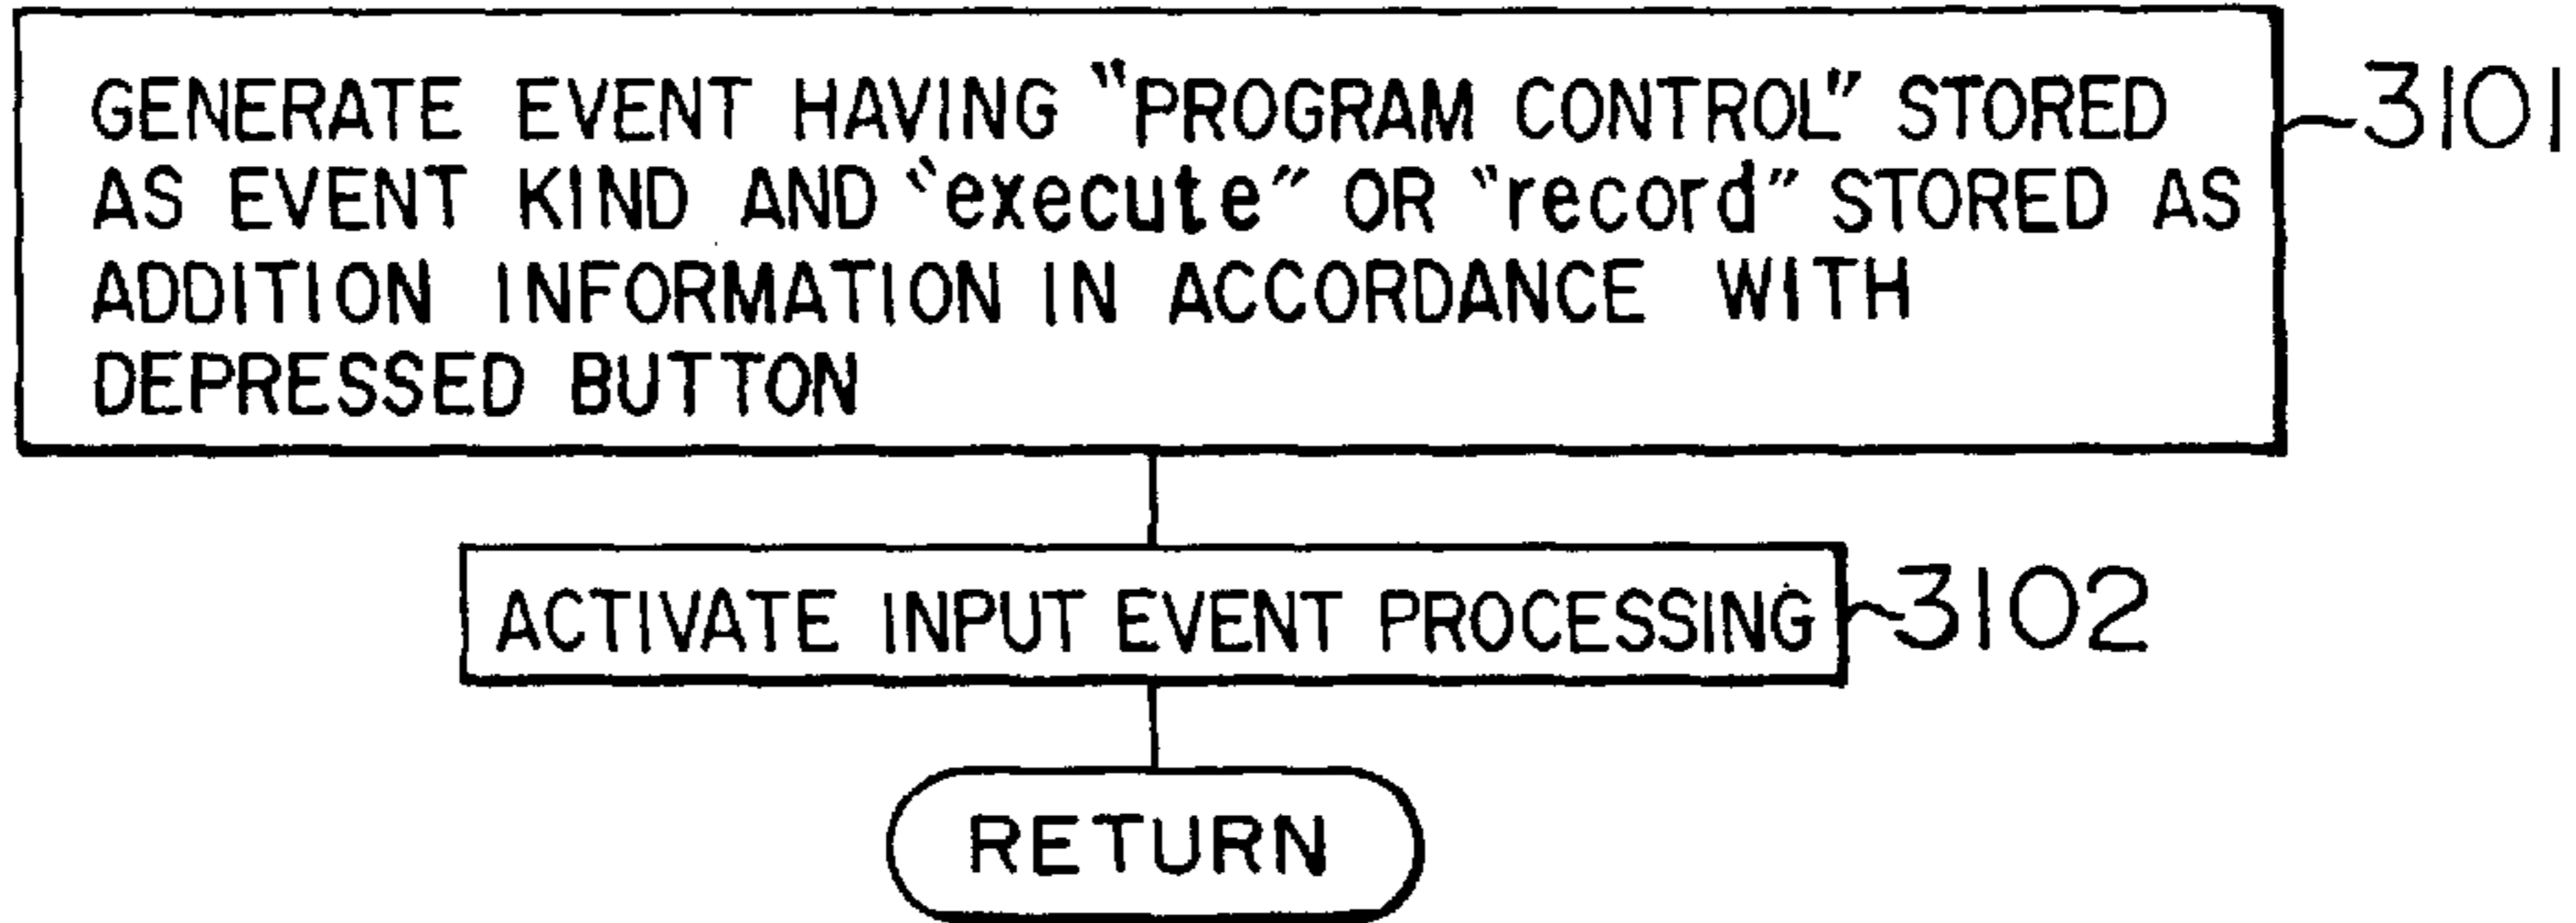 GENERATE EVENT HAVING "PROGRAM CONTROL" STORED
AS EVENT KIND AND "execute" OR "record" STORED AS
ADDITION INFORMATION IN ACCORDANCE WITH
DEPRESSED BUTTON
3101
ACTIVATE INPUT EVENT PROCESSING
3102
RETURN